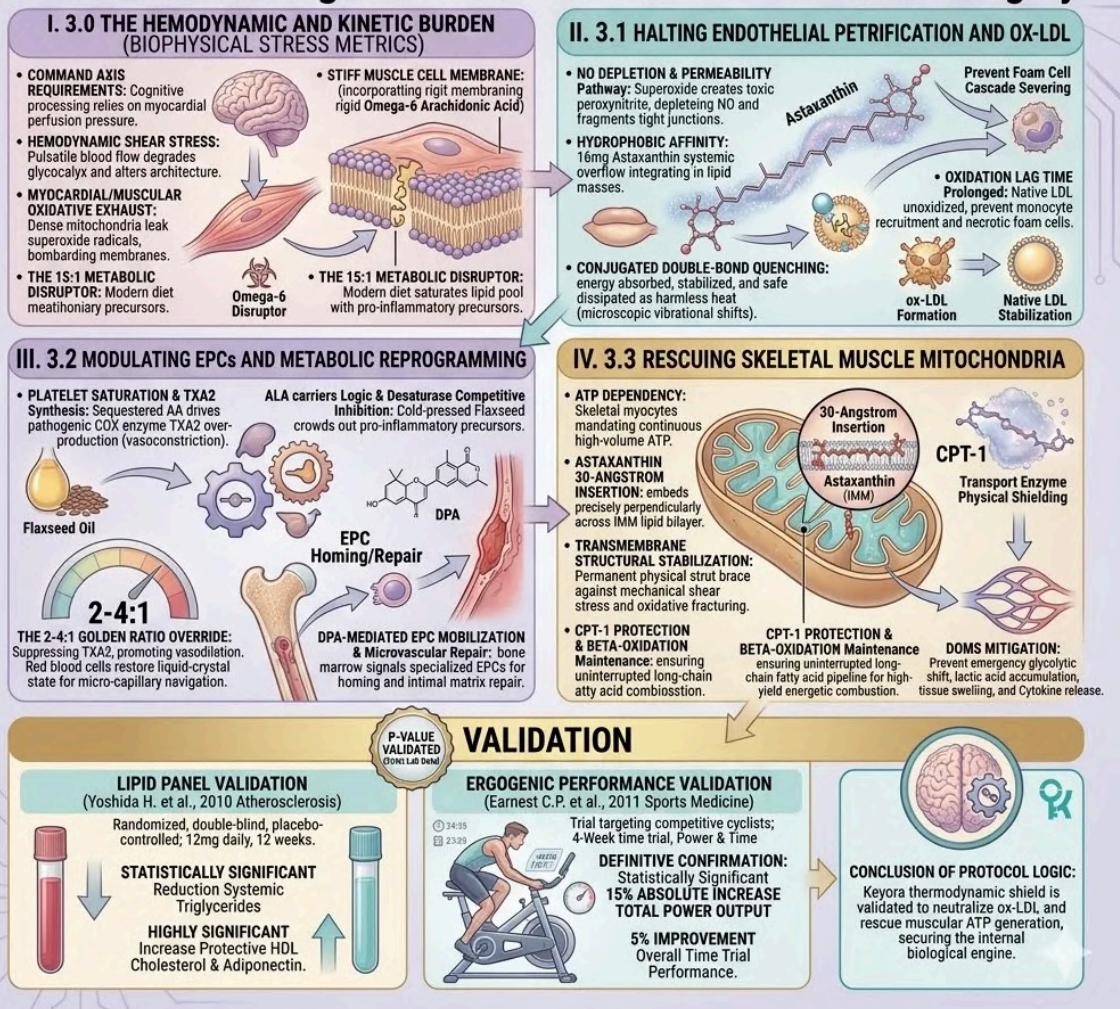 I. 3.0 THE HEMODYNAMIC AND KINETIC BURDEN
(BIOPHYSICAL STRESS METRICS)
• COMMAND AXIS
REQUIREMENTS: Cognitive
processing relies on myocardial
perfusion pressure.
• HEMODYNAMIC SHEAR STRESS:
Pulsatile blood flow degrades
glycocalyx and alters architecture.
• MYOCARDIAL/MUSCULAR
OXIDATIVE EXHAUST:
Dense mitochondria leak
superoxide radicals,
bombarding membranes.
• THE 1S:1 METABOLIC
DISRUPTOR: Modern diet
meatihoniary precursors.
Omega-6
Disruptor
• STIFF MUSCLE CELL MEMBRANE:
(incorporatting rigit membraning
rigid Omega-6 Arachidonic Acid)
• THE 15:1 METABOLIC DISRUPTOR:
Modern diet saturates lipid pool
with pro-inflammatory precursors.
II. 3.1 HALTING ENDOTHELIAL PETRIFICATION AND OX-LDL
• NO DEPLETION & PERMEABILITY
Pathway: Superoxide creates toxic
peroxynitrite, depleteing NO and
fragments tight junctions.
• HYDROPHOBIC AFFINITY:
16mg Astaxanthin systemic
overflow integrating in lipid
masses.
• CONJUGATED DOUBLE-BOND QUENCHING:
energy absorbed, stabilized, and safe
dissipated as harmless heat
(microscopic vibrational shifts).
Astaxanthin
Prevent Foam Cell
Cascade Severing
• OXIDATION LAG TIME
Prolonged: Native LDL
unoxidized, prevent monocyte
recruitment and necrotic foam cells.
ox-LDL
Formation
Native LDL
Stabilization
III. 3.2 MODULATING EPCs AND METABOLIC REPROGRAMMING
• PLATELET SATURATION & TXA2
Synthesis: Sequestered AA drives
pathogenic COX enzyme TXA2 over-
production (vasoconstriction).
ALA carriers Logic & Desaturase Competitive
Inhibition: Cold-pressed Flaxseed
crowds out pro-inflammatory precursors.
Flaxseed Oil
HO
DPA
EPC
Homing/Repair
2-4:1
THE 2-4:1 GOLDEN RATIO OVERRIDE:
Suppressing TXA2, promoting vasodilation.
Red blood cells restore liquid-crystal
state for micro-capillary navigation.
DPA-MEDIATED EPC MOBILIZATION
& Microvascular Repair: bone
marrow signals specialized EPCs for
homing and intimal matrix repair.
IV. 3.3 RESCUING SKELETAL MUSCLE MITOCHONDRIA
• ATP DEPENDENCY:
Skeletal myocytes
mandating continuous
high-volume ATP.
• ASTAXANTHIN
30-ANGSTROM
INSERTION: embeds
precisely perpendicularly
across IMM lipid bilayer.
• TRANSMEMBRANE
STRUCTURAL STABILIZATION:
Permanent physical strut brace
against mechanical shear
stress and oxidative fracturing.
• CPT-1 PROTECTION
& BETA-OXIDATION
Maintenance: ensuring
uninterrupted long-chain
atty acid combiosstion.
30-Angstrom
Insertion
Astaxanthin
(IMM)
CPT-1
Transport Enzyme
Physical Shielding
CPT-1 PROTECTION &
BETA-OXIDATION Maintenance
ensuring uninterrupted long-
chain fatty acid pipeline for high-
yield energetic combustion.
DOMS MITIGATION:
Prevent emergency glycolytic
shift, lactic acid accumulation,
tissue sweliing, and Cytokine release.
P-VALUE
VALIDATED
VALIDATION
LIPID PANEL VALIDATION
(Yoshida H. et al., 2010 Atherosclerosis)
Randomized, double-blind, placebo-
controlled; 12mg daily, 12 weeks.
STATISTICALLY SIGNIFICANT
Reduction Systemic
Triglycerides
HIGHLY SIGNIFICANT
Increase Protective HDL
Cholesterol & Adiponectin.
ERGOGENIC PERFORMANCE VALIDATION
(Earnest C.P. et al., 2011 Sports Medicine)
Trial targeting competitive cyclists;
4-Week time trial, Power & Time
DEFINITIVE CONFIRMATION:
Statistically Significant
15% ABSOLUTE INCREASE
TOTAL POWER OUTPUT
5% IMPROVEMENT
Overall Time Trial
Performance.
CONCLUSION OF PROTOCOL LOGIC:
Keyora thermodynamic shield is
validated to neutralize ox-LDL and
rescue muscular ATP generation,
securing the internal
biological engine.